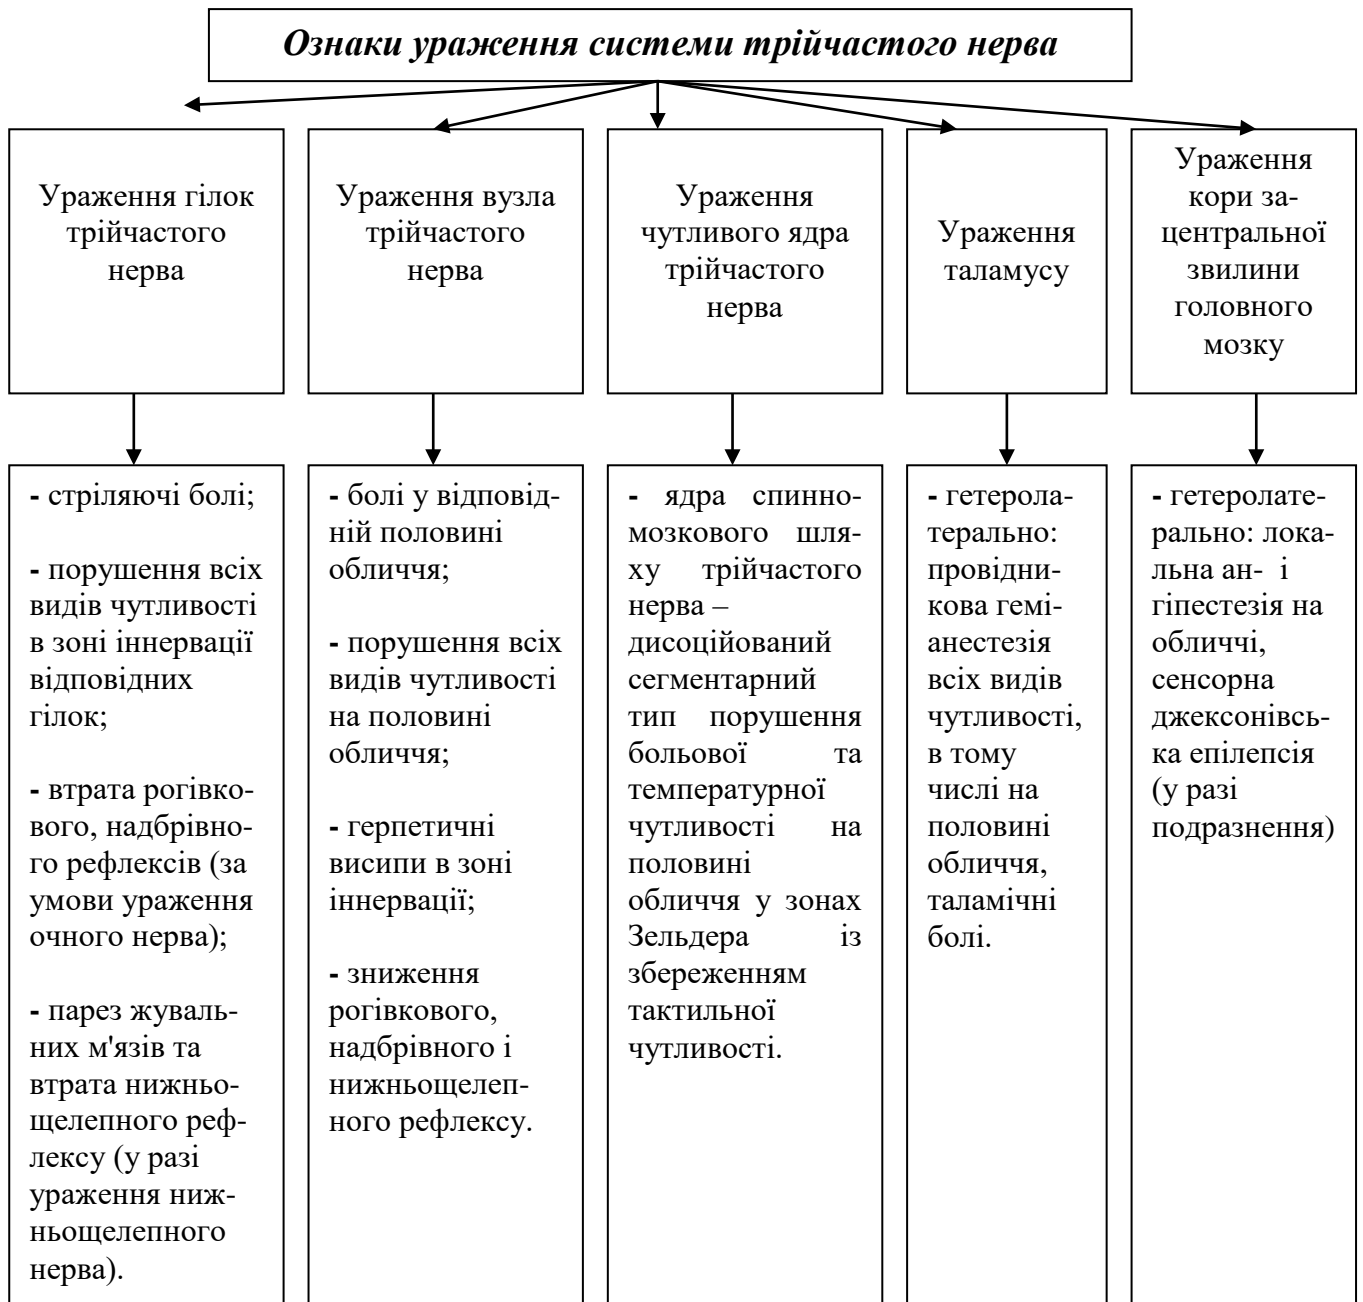 Ознаки ураження системи трійчастого нерва
Ураження гілок
трійчастого
нерва
Ураження вузла
трійчастого
нерва
Ураження
чутливого ядра
трійчастого
нерва
Ураження
таламусу
Ураження
кори за-
центральної
звилини
головного
мозку
- стріляючі болі;
- порушення всіх
видів чутливості
в зоні іннервації
відповідних
гілок;
- втрата рогівко-
вого, надбрівно-
го рефлексів (за
умови ураження
очного нерва);
- парез жуваль-
них м'язів та
втрата нижньо-
щелепного реф-
лексу (у разі
ураження ниж-
ньощелепного
нерва).
- болі у відповід-
ній половині
обличчя;
- порушення всіх
видів чутливості
на половині
обличчя;
- герпетичні
висипи в зоні
іннервації;
- зниження
рогівкового,
надбрівного і
нижньощелеп-
ного рефлексу.
- ядра спинно-
мозкового шля-
ху трійчастого
нерва –
дисоційований
сегментарний
тип порушення
больової та
температурної
чутливості на
половині
обличчя у зонах
Зельдера із
збереженням
тактильної
чутливості.
- гетерола-
терально:
провідни-
кова гемі-
анестезія
всіх видів
чутливості,
в тому
числі на
половині
обличчя,
таламічні
болі.
- гетеролате-
рально: лока-
льна ан- і
гіпестезія на
обличчі,
сенсорна
джексонівсь-
ка епілепсія
(у разі
подразнення)